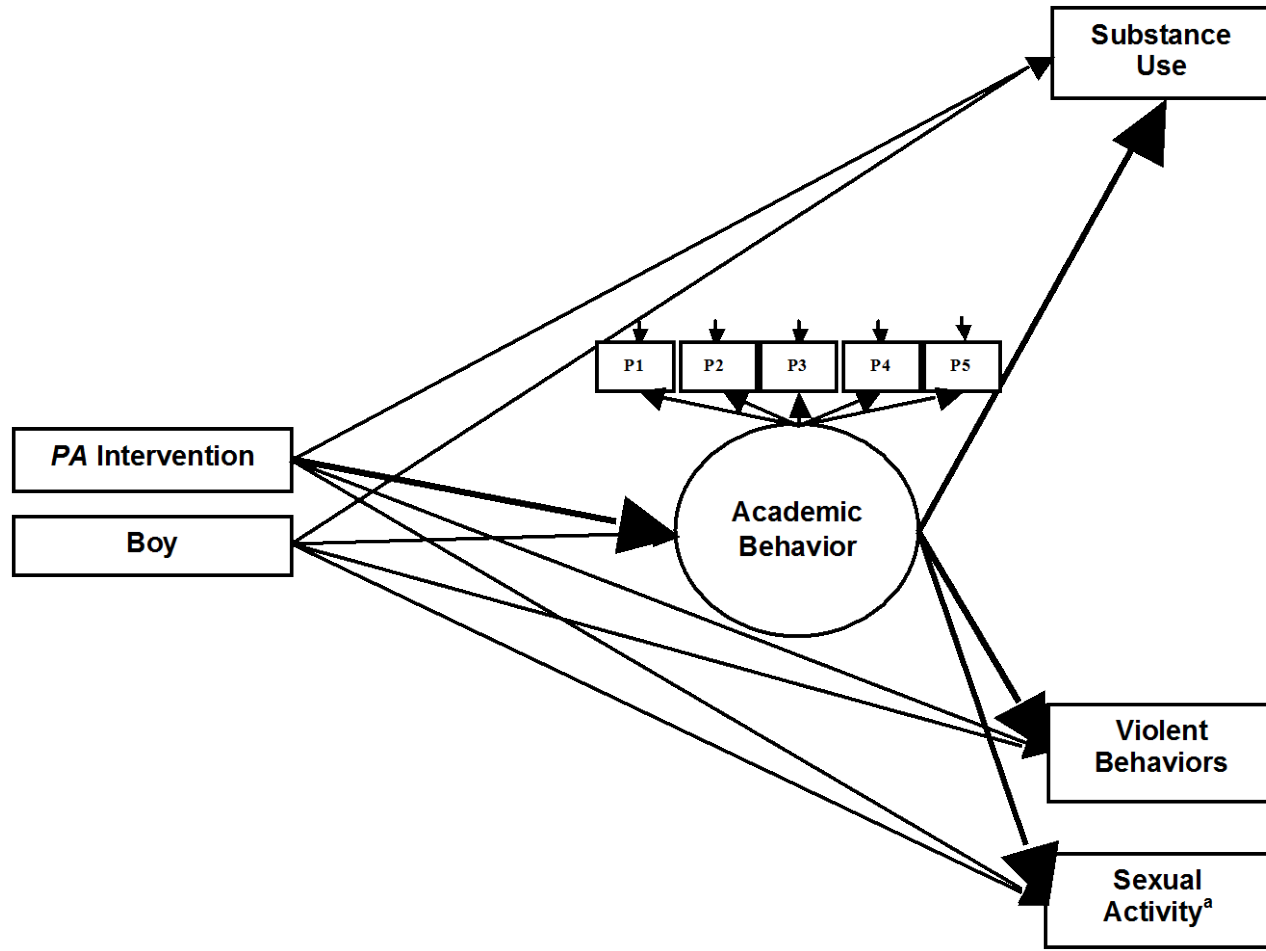 Substance
Use
P1
P2
P3
P4
P5
PA Intervention
Boy
Academic
Behavior
Violent
Behaviors
Sexual
Activityᵃ